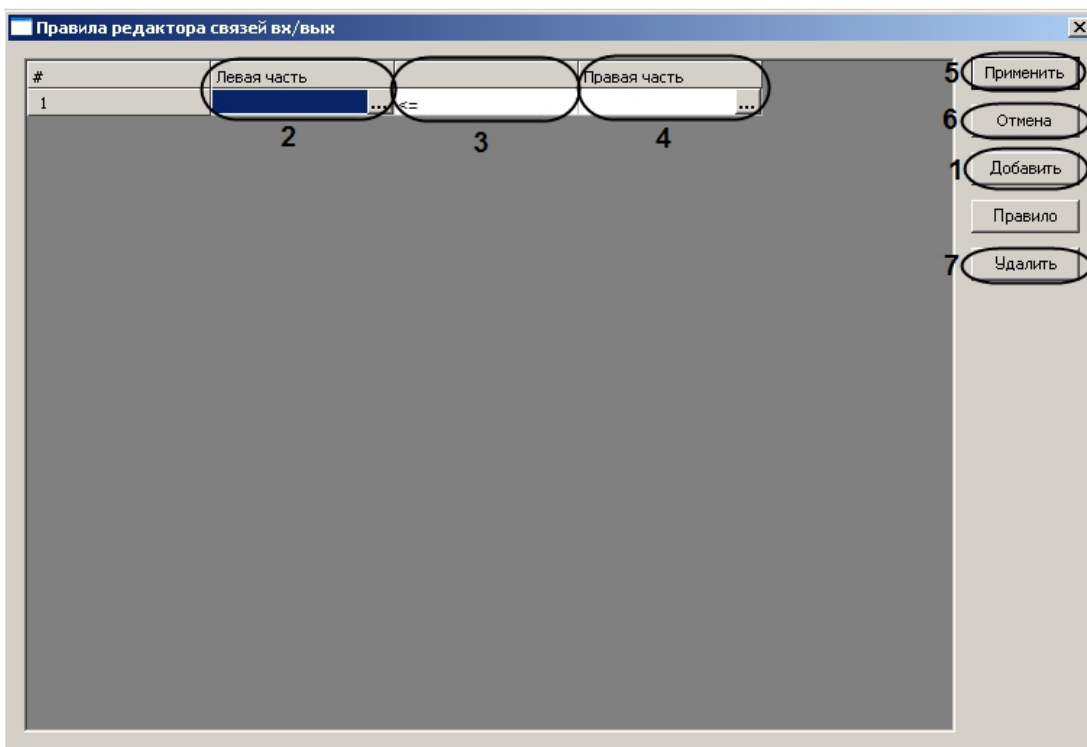 Правила редактора связей вх/вых
# Левая часть Правая часть
1 ... <= ...
2 3 4
5 Применить
6 Отмена
1 Добавить
Правило
7 Удалить